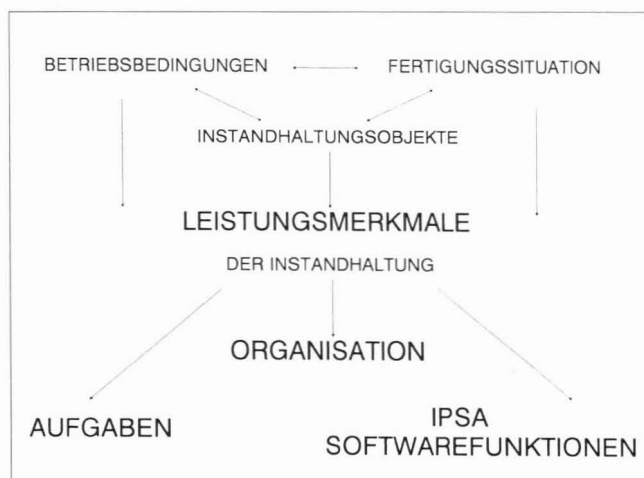 BETRIEBSBEDINGUNGEN
FERTIGUNGSSITUATION
INSTANDHALTUNGSOBJEKTE
LEISTUNGSMERKMALE
DER INSTANDHALTUNG
ORGANISATION
AUFGABEN
IPSA
SOFTWAREFUNKTIONEN